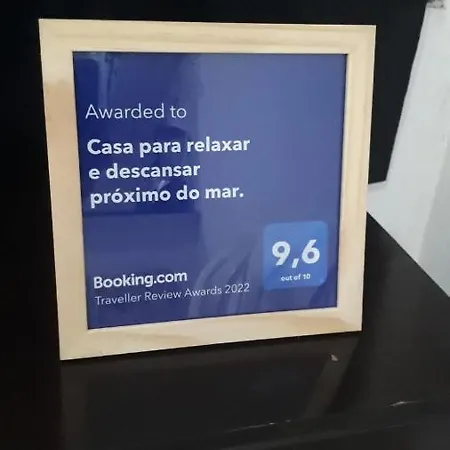 Awarded to
Casa para relaxar
e descansar
próximo do mar.
9,6
out of 10
Booking.com
Traveller Review Awards 2022